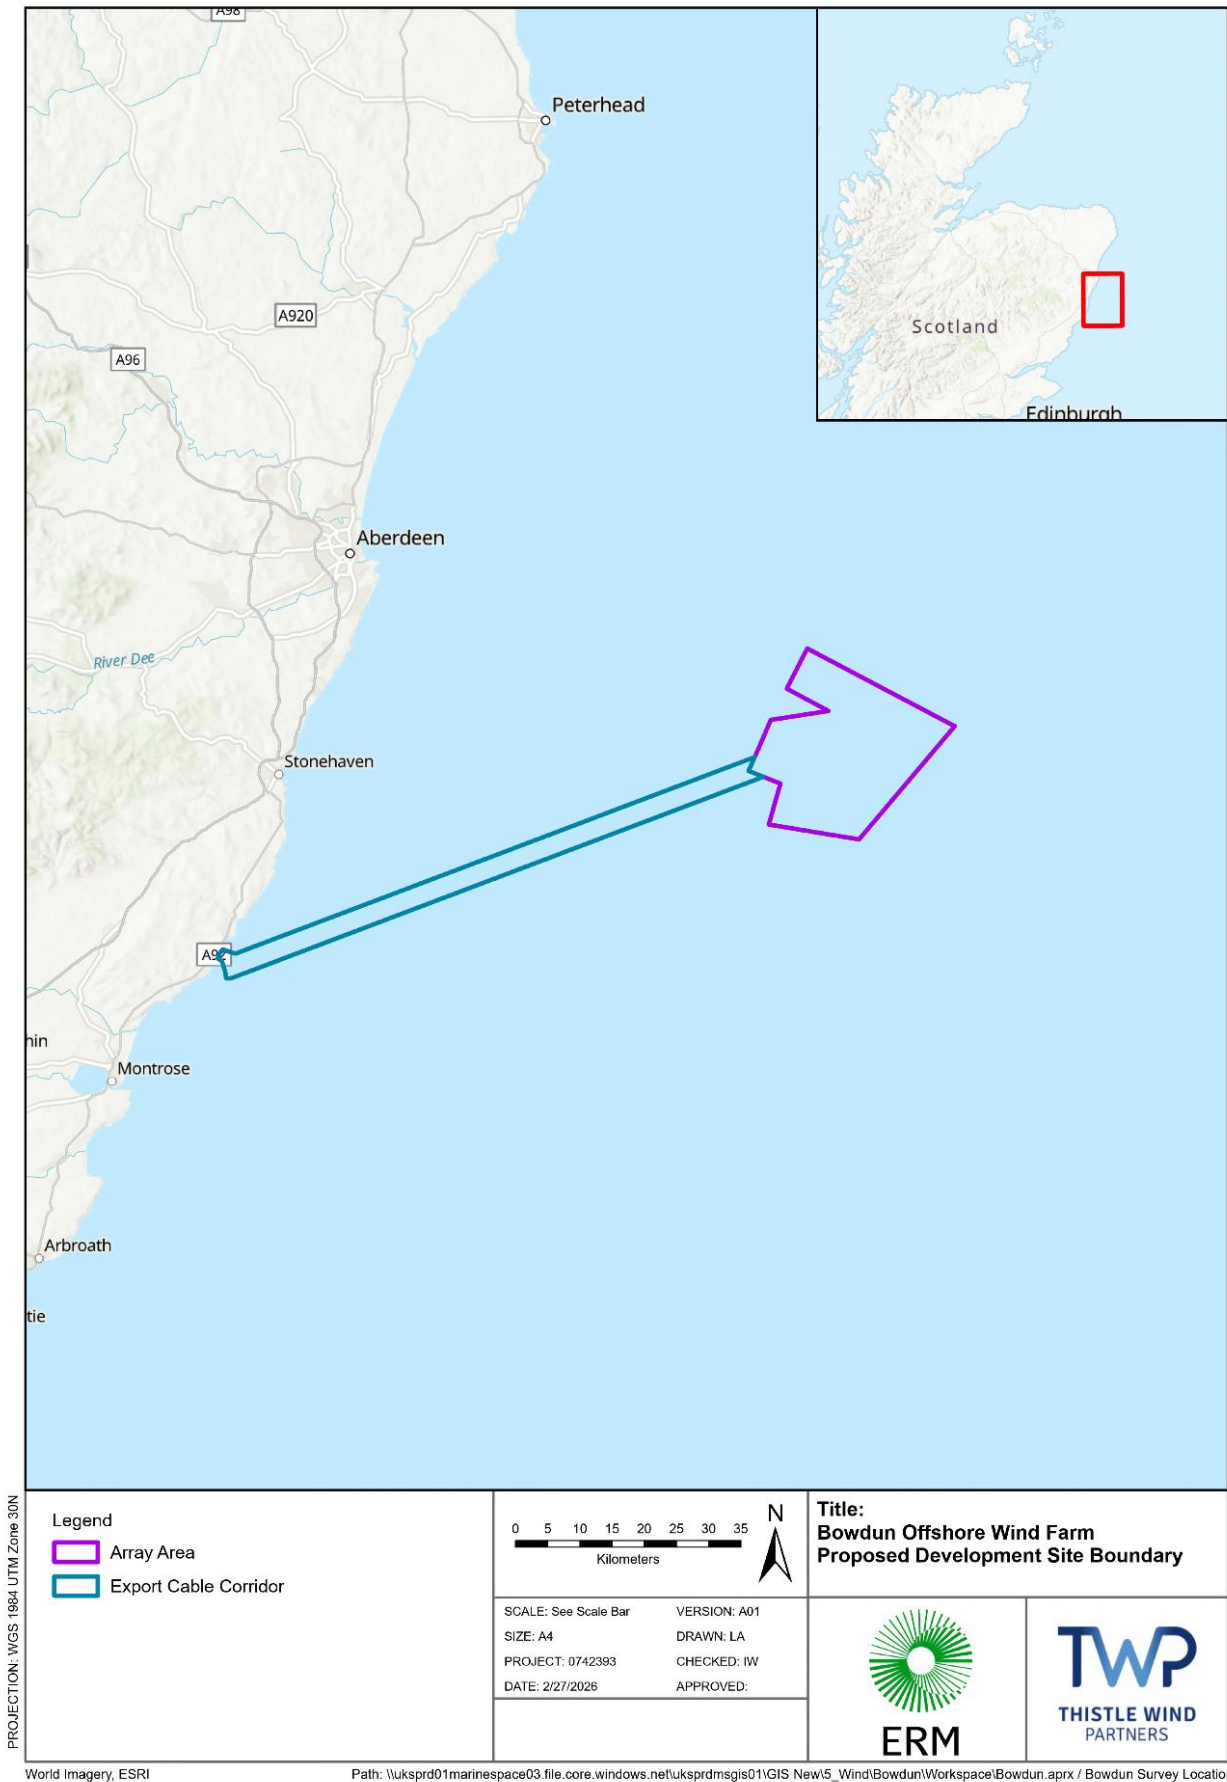 A98
Peterhead
A920
A96
Scotland
Edinburgh
Aberdeen
River Dee
Stonehaven
A92
hin
Montrose
Arbroath
tie
PROJECTION: WGS 1984 UTM Zone 30N
Legend
Array Area
Export Cable Corridor
0 5 10 15 20 25 30 35
Kilometers
N
SCALE: See Scale Bar VERSION: A01
SIZE: A4 DRAWN: LA
PROJECT: 0742393 CHECKED: IW
DATE: 2/27/2026 APPROVED:
Title:
Bowdun Offshore Wind Farm
Proposed Development Site Boundary
ERM
TWP
THISTLE WIND
PARTNERS
World Imagery, ESRI Path: \\uksprd01marinespace03.file.core.windows.net\uksprdmsgis01\GIS New\5_Wind\Bowdun\Workspace\Bowdun.aprx / Bowdun Survey Locatio